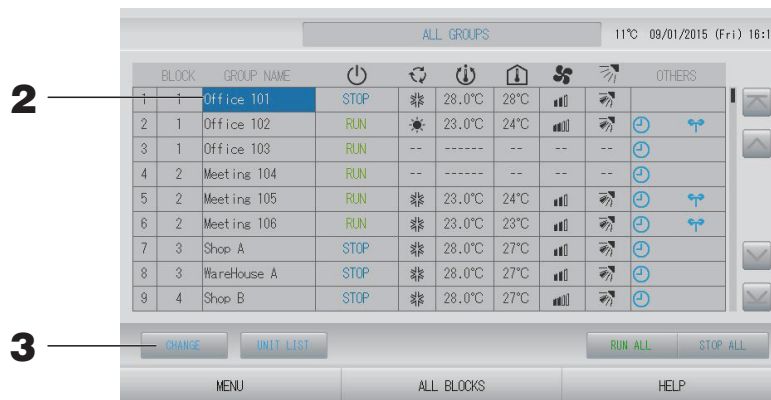 ALL GROUPS 11°C 09/01/2015 (Fri) 16:1
BLOCK GROUP NAME OTHERS
2
1 1 Office 101 STOP 28.0°C 28°C
2 1 Office 102 RUN 23.0°C 24°C
3 1 Office 103 RUN -- ------ -- -- --
4 2 Meeting 104 RUN -- ------ -- -- --
5 2 Meeting 105 RUN 23.0°C 24°C
6 2 Meeting 106 RUN 23.0°C 23°C
7 3 Shop A STOP 28.0°C 27°C
8 3 WareHouse A STOP 28.0°C 27°C
9 4 Shop B STOP 28.0°C 27°C
3
CHANGE UNIT LIST RUN ALL STOP ALL
MENU ALL BLOCKS HELP